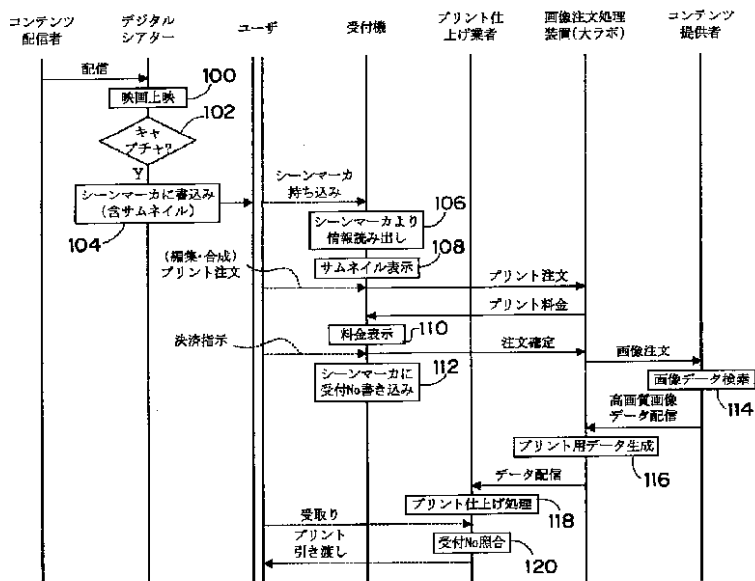 コンテンツ
配信者
デジタル
シアター
ユーザ
受付機
プリント仕
上げ業者
画像注文処理
装置(大ラボ)
コンテンツ
提供者
配信
映画上映
100
102
キャ
プチャ?
Y
シーンマーカに書込み
(含サムネイル)
104
シーンマーカ
持ち込み
シーンマーカより
情報読み出し
106
サムネイル表示
108
(編集・合成)
プリント注文
プリント注文
プリント料金
料金表示
110
決済指示
注文確定
画像注文
シーンマーカに
受付No書き込み
112
画像データ検索
114
高画質画像
データ配信
プリント用データ生成
116
データ配信
プリント仕上げ処理
118
受取り
受付No照合
120
プリント
引き渡し